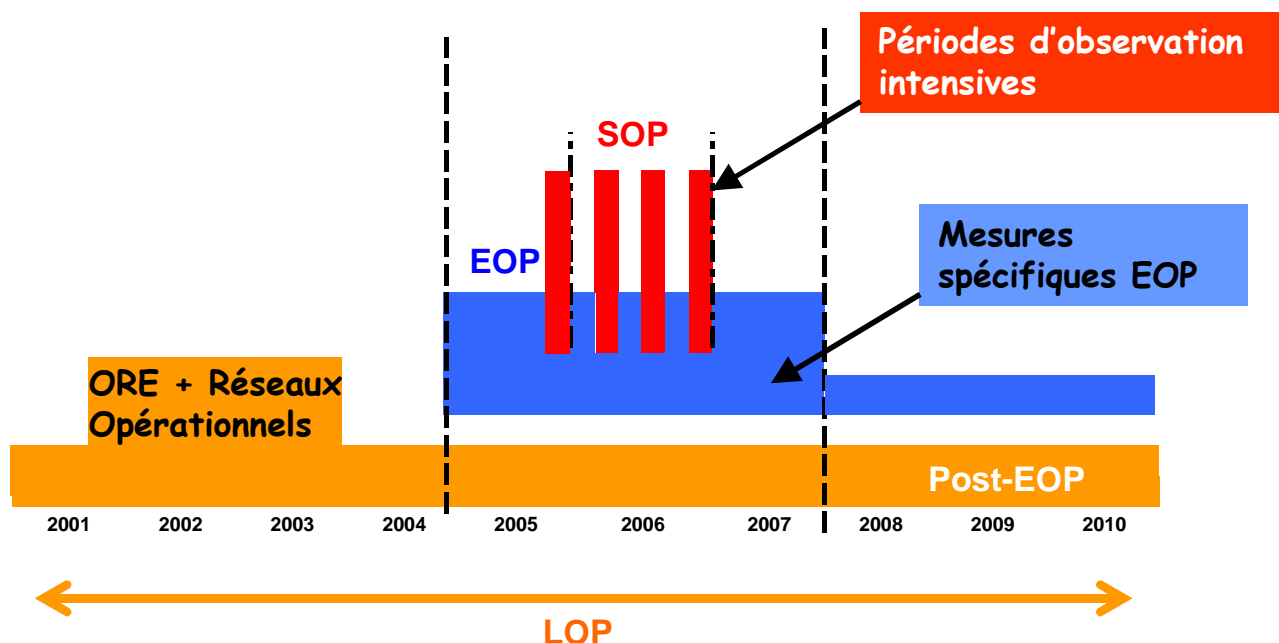 Périodes d'observation
intensives
SOP
EOP
Mesures
spécifiques EOP
ORE + Réseaux
Opérationnels
Post-EOP
2001 2002 2003 2004 2005 2006 2007 2008 2009 2010
LOP